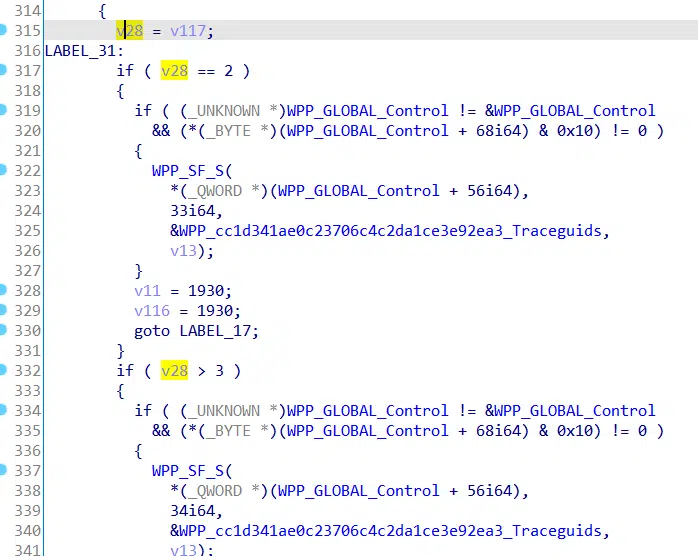 314 {
315 v28 = v117;
316 LABEL_31:
317 if ( v28 == 2 )
318 {
319 if ( (_UNKNOWN *)WPP_GLOBAL_Control != &WPP_GLOBAL_Control
320 && (*(_BYTE *)(WPP_GLOBAL_Control + 68i64) & 0x10) != 0 )
321 {
322 WPP_SF_S(
323 *(_QWORD *)(WPP_GLOBAL_Control + 56i64),
324 33i64,
325 &WPP_cc1d341ae0c23706c4c2da1ce3e92ea3_Traceguids,
326 v13);
327 }
328 v11 = 1930;
329 v116 = 1930;
330 goto LABEL_17;
331 }
332 if ( v28 > 3 )
333 {
334 if ( (_UNKNOWN *)WPP_GLOBAL_Control != &WPP_GLOBAL_Control
335 && (*(_BYTE *)(WPP_GLOBAL_Control + 68i64) & 0x10) != 0 )
336 {
337 WPP_SF_S(
338 *(_QWORD *)(WPP_GLOBAL_Control + 56i64),
339 34i64,
340 &WPP_cc1d341ae0c23706c4c2da1ce3e92ea3_Traceguids,
341 v13);